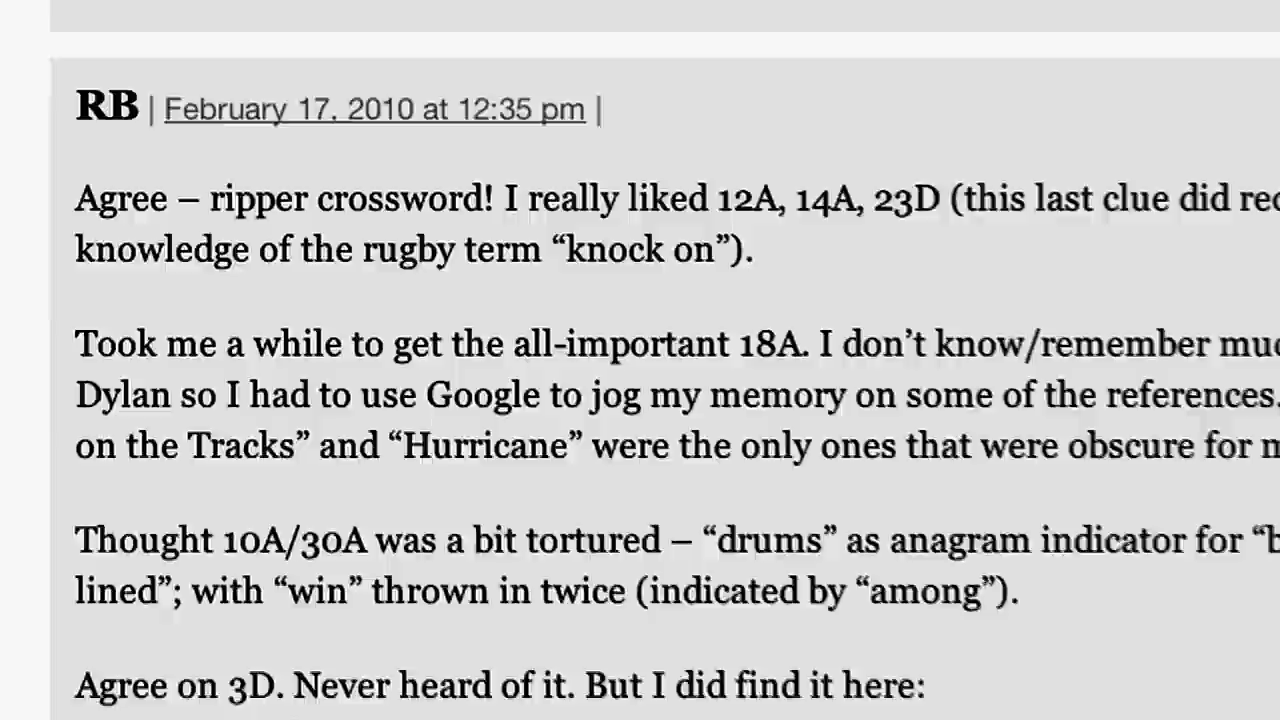 RB | February 17, 2010 at 12:35 pm |
Agree – ripper crossword! I really liked 12A, 14A, 23D (this last clue did
knowledge of the rugby term “knock on”).
Took me a while to get the all-important 18A. I don’t know/remember
Dylan so I had to use Google to jog my memory on some of the references.
on the Tracks” and “Hurricane” were the only ones that were obscure for
Thought 10A/30A was a bit tortured – “drums” as anagram indicator for
lined”; with “win” thrown in twice (indicated by “among”).
Agree on 3D. Never heard of it. But I did find it here: